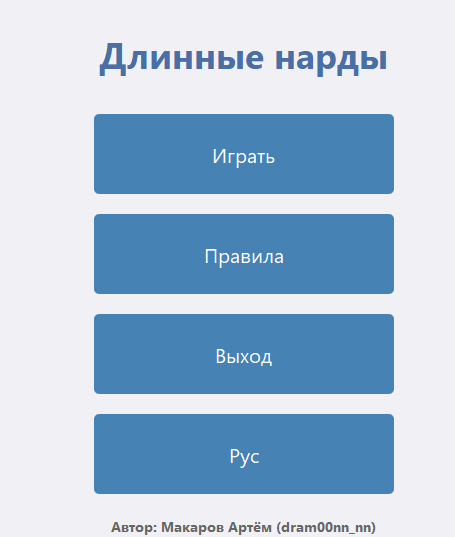 Длинные нарды
Играть
Правила
Выход
Рус
Автор: Макаров Артём (dram00nn_nn)